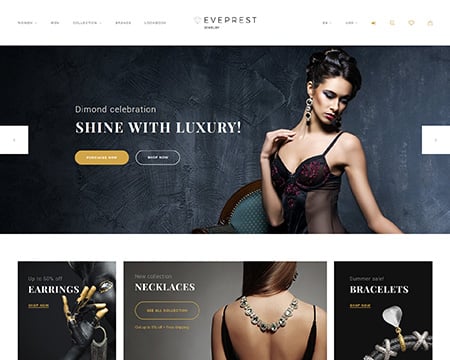 WOMEN MEN COLLECTION BRANDS LOOKBOOK
EVEPREST
JEWELRY
EN USD
Dimond celebration
SHINE WITH LUXURY!
PURCHASE NOW SHOP NOW
Up to 50% off
EARRINGS
SHOP NOW
New collection
NECKLACES
SEE ALL COLLECTION
Get up to 5% off + Free Shipping
Summer sale!
BRACELETS
SHOP NOW